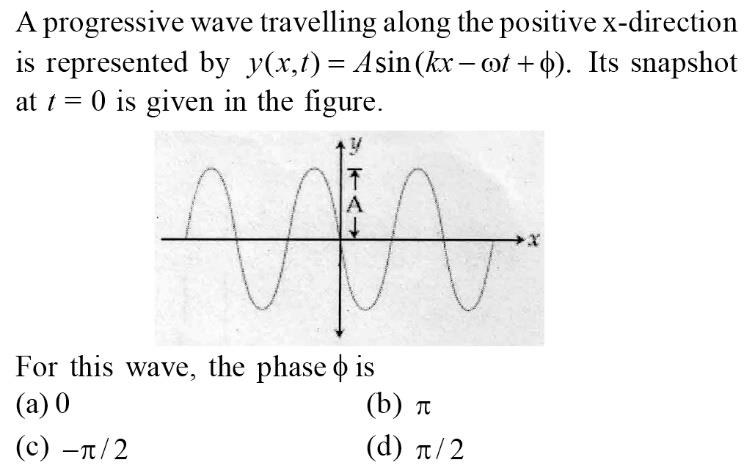 A progressive wave travelling along the positive x-direction
is represented by y(x,t) = A sin (kx – ωt + ϕ). Its snapshot
at t = 0 is given in the figure.
y
A
x
For this wave, the phase ϕ is
(a) 0
(b) π
(c) –π/2
(d) π/2